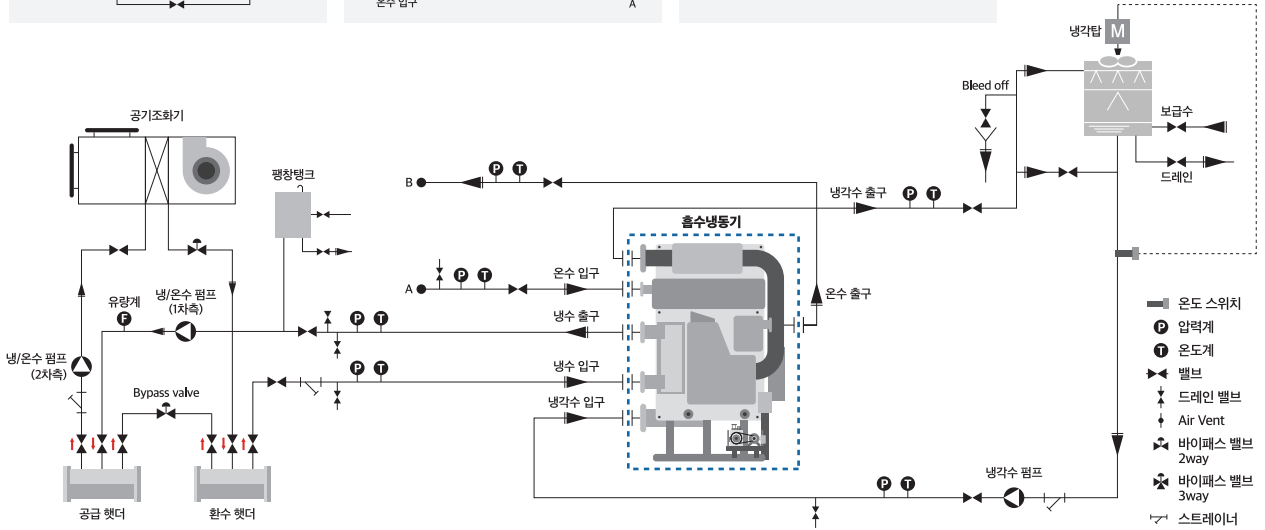 온수 입구
A
냉각탑
M
Bleed off
보급수
드레인
공기조화기
팽창탱크
B
P
T
냉각수 출구
P
T
흡수냉동기
A
P
T
온수 입구
온수 출구
유량계
F
냉/온수 펌프
(1차측)
P
T
냉수 출구
냉/온수 펌프
(2차측)
P
T
냉수 입구
Bypass valve
냉각수 입구
P
T
냉각수 펌프
공급 햇더
환수 햇더
온도 스위치
P 압력계
T 온도계
밸브
드레인 밸브
Air Vent
바이패스 밸브
2way
바이패스 밸브
3way
스트레이너